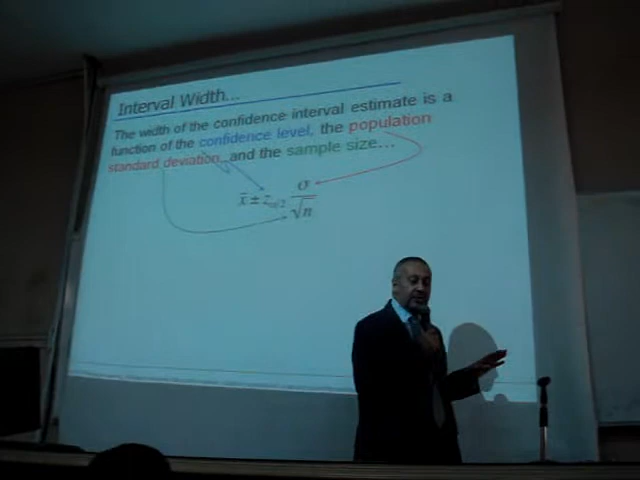 Interval Width...
The width of the confidence interval estimate is a
function of the confidence level, the population
standard deviation, and the sample size...
x̄ ± z_α/2 σ/√n